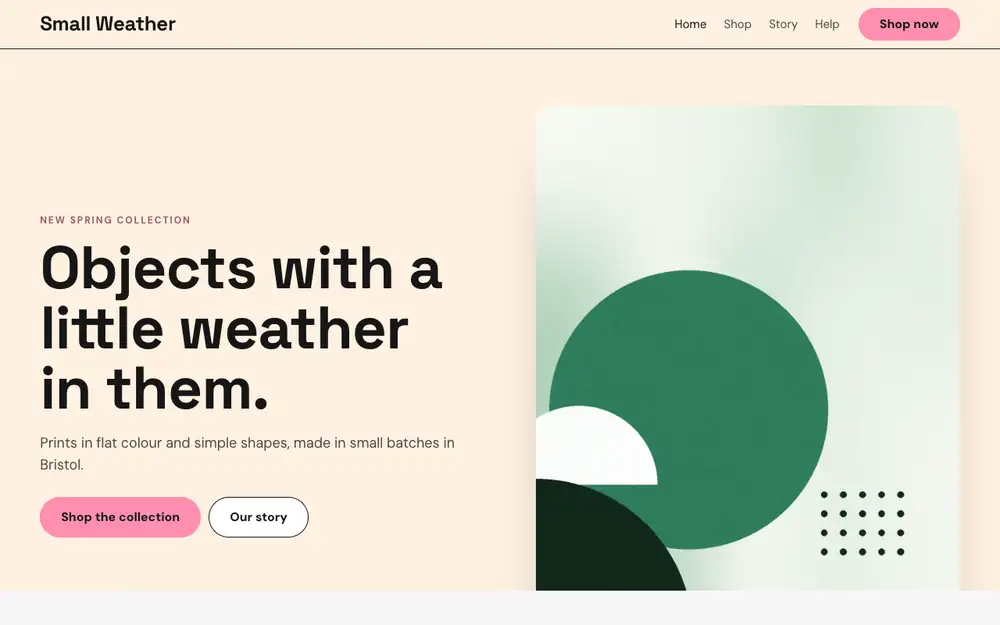 Small Weather
Home
Shop
Story
Help
Shop now
NEW SPRING COLLECTION
Objects with a
little weather
in them.
Prints in flat colour and simple shapes, made in small batches in
Bristol.
Shop the collection
Our story